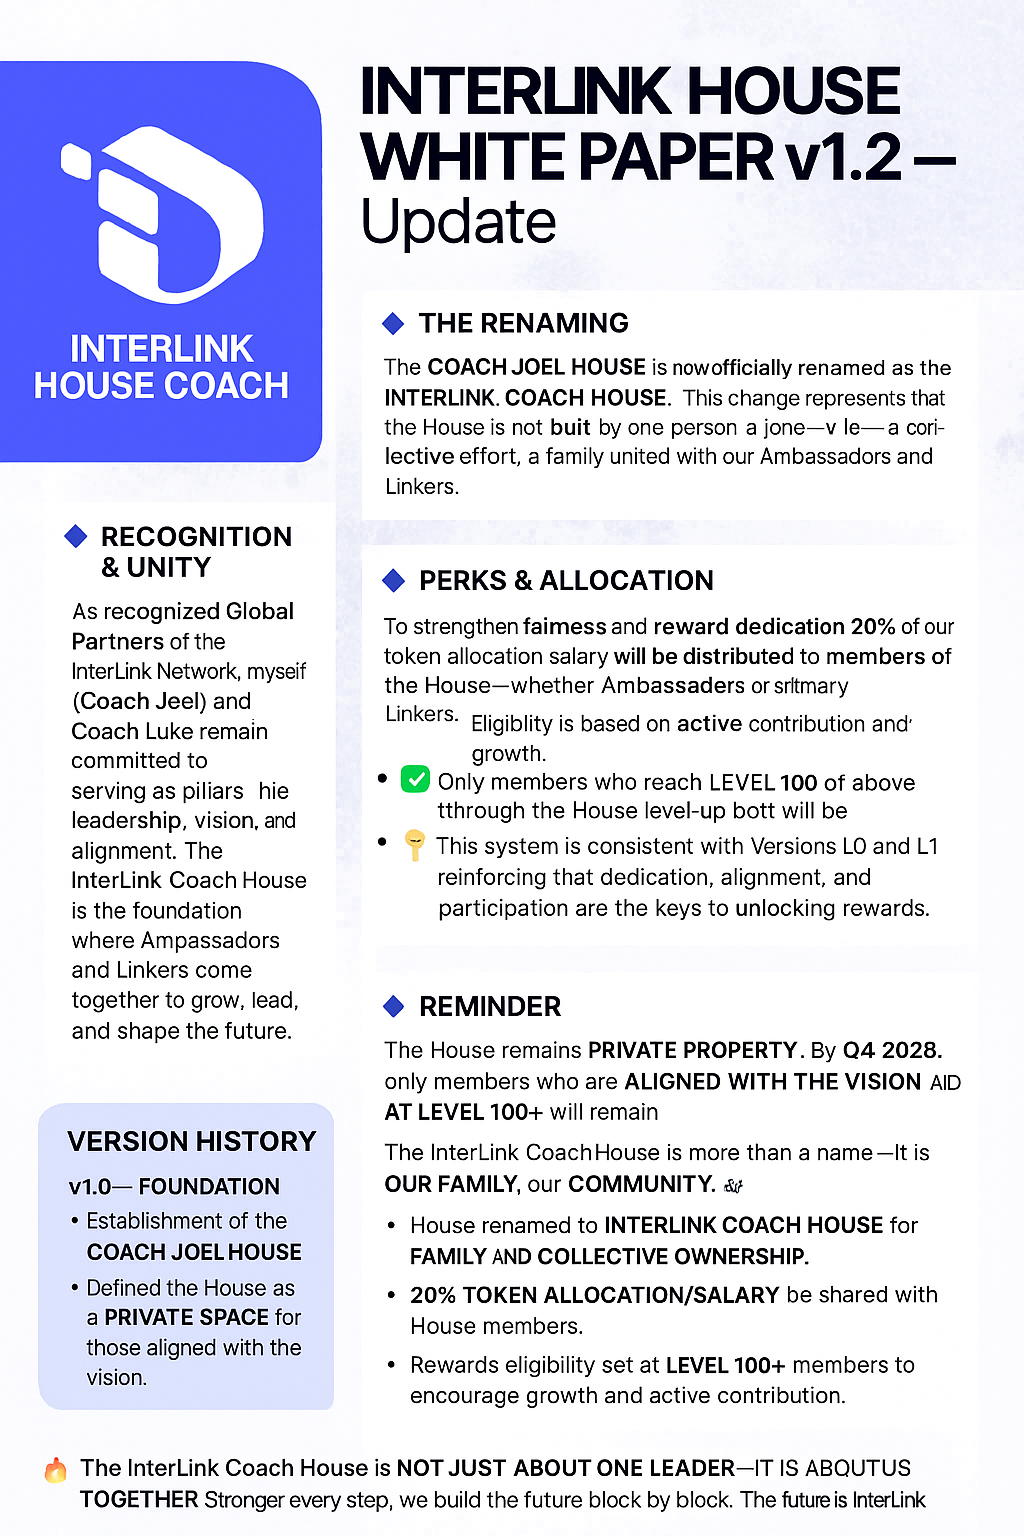 INTERLINK HOUSE
WHITE PAPER v1.2 —
Update
INTERLINK
HOUSE COACH
THE RENAMING
The COACH JOEL HOUSE is now officially renamed as the
INTERLINK. COACH HOUSE. This change represents that
the House is not buit by one person a jone—v le— a cori-
lective effort, a family united with our Ambassadors and
Linkers.
RECOGNITION
& UNITY
As recognized Global
Partners of the
InterLink Network, myseif
(Coach Jeel) and
Coach Luke remain
committed to
serving as piliars hie
leadership, vision, and
alignment. The
InterLink Coach House
is the foundation
where Ampassadors
and Linkers come
together to grow, lead,
and shape the future.
PERKS & ALLOCATION
To strengthen faimess and reward dedication 20% of our
token allocation salary will be distributed to members of
the House—whether Ambassaders or srltmary
Linkers.
Eligiblity is based on active contribution and'
growth.
• ✅ Only members who reach LEVEL 100 of above
tthrough the House level-up bott will be
• This system is consistent with Versions L0 and L1
reinforcing that dedication, alignment, and
participation are the keys to unlocking rewards.
REMINDER
The House remains PRIVATE PROPERTY. By Q4 2028.
only members who are ALIGNED WITH THE VISION AID
AT LEVEL 100+ will remain
The InterLink Coach House is more than a name—It is
OUR FAMILY, our COMMUNITY.
• House renamed to INTERLINK COACH HOUSE for
FAMILY AND COLLECTIVE OWNERSHIP.
• 20% TOKEN ALLOCATION/SALARY be shared with
House members.
• Rewards eligibility set at LEVEL 100+ members to
encourage growth and active contribution.
VERSION HISTORY
v1.0— FOUNDATION
• Establishment of the
COACH JOEL HOUSE
• Defined the House as
a PRIVATE SPACE for
those aligned with the
vision.
🔥 The InterLink Coach House is NOT JUST ABOUT ONE LEADER—IT IS ABQUTUS
TOGETHER Stronger every step, we build the future block by block. The future is InterLink